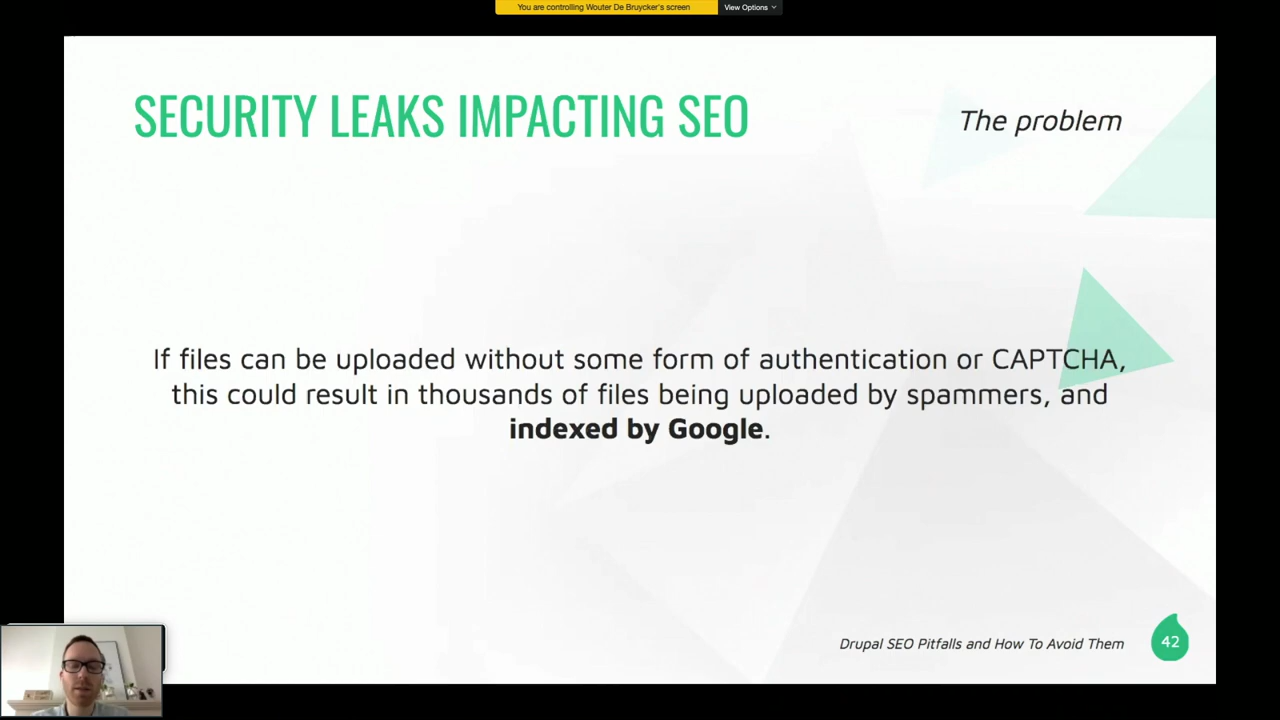 You are controlling Wouter De Bruycker's screen
View Options
SECURITY LEAKS IMPACTING SEO
The problem
If files can be uploaded without some form of authentication or CAPTCHA,
this could result in thousands of files being uploaded by spammers, and
indexed by Google.
Drupal SEO Pitfalls and How To Avoid Them
42